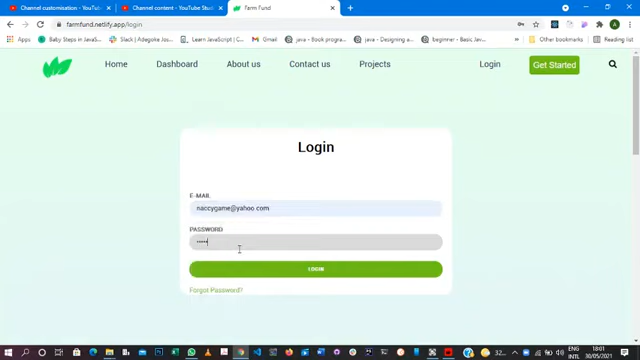 Channel customisation - YouTube
Channel content - YouTube Stud
Farm Fund
farmfund.netlify.app/login
Apps
Baby Steps in JavaS...
Slack | Adegoke Jos...
Learn JavaScript | C...
Gmail
java - Book progra...
java - Designing a...
beginner - Basic Jav...
Other bookmarks
Reading list
Home
Dashboard
About us
Contact us
Projects
Login
Get Started
Login
E-MAIL
naccygame@yahoo.com
PASSWORD
•••••
LOGIN
Forgot Password?
32°...
ENG
INTL
18:01
30/05/2021